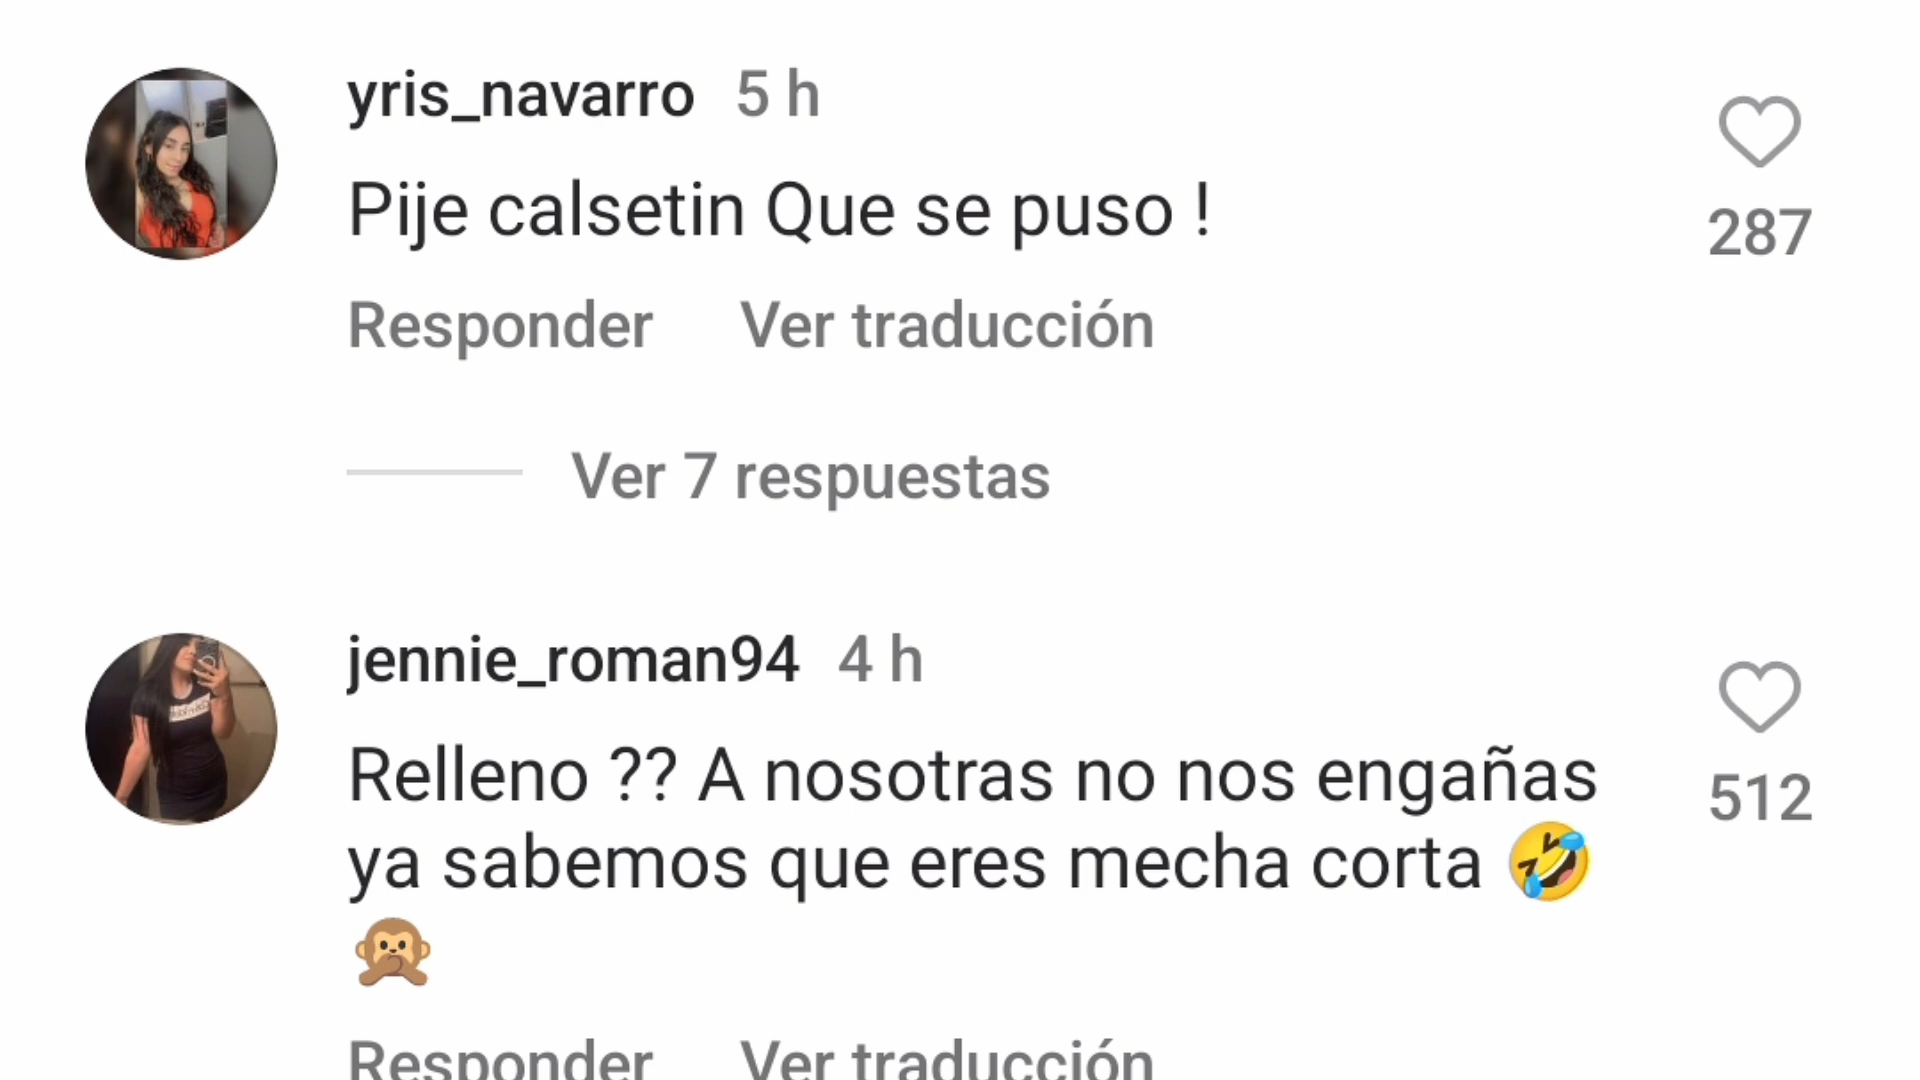 yris_navarro 5 h
Pije calsetin Que se puso !
287
Responder Ver traducción
Ver 7 respuestas
jennie_roman94 4 h
Relleno ?? A nosotras no nos engañas
512
ya sabemos que eres mecha corta 🤣
🙊
Responder Ver traducción